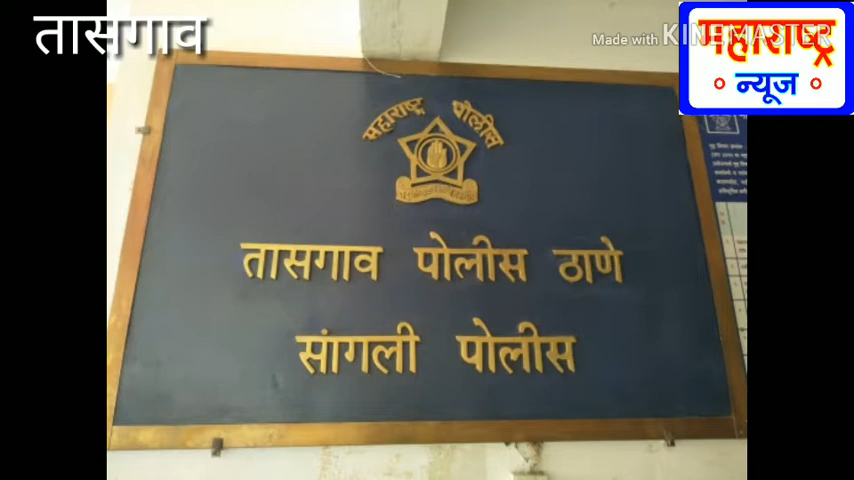 तासगाव
Made with KINEMASTER
महाराष्ट्र
न्यूज
महाराष्ट्र पोलीस
तासगाव पोलीस ठाणे
सांगली पोलीस